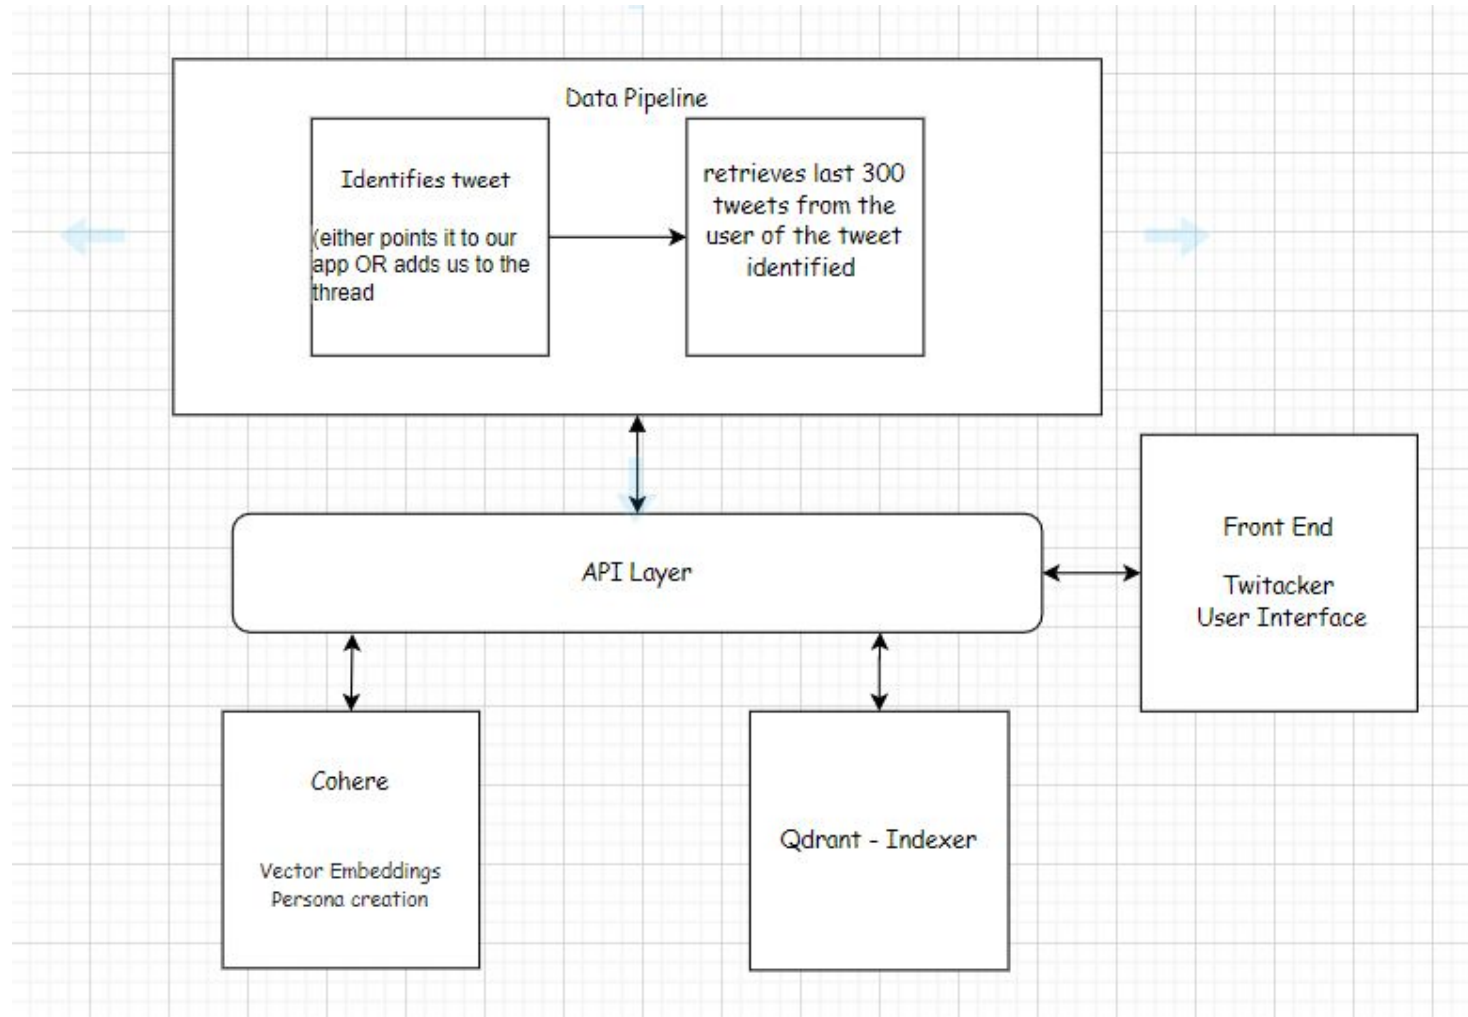 Data Pipeline
Identifies tweet
(either points it to our
app OR adds us to the
thread
retrieves last 300
tweets from the
user of the tweet
identified
API Layer
Front End
Twitacker
User Interface
Cohere
Vector Embeddings
Persona creation
Qdrant - Indexer